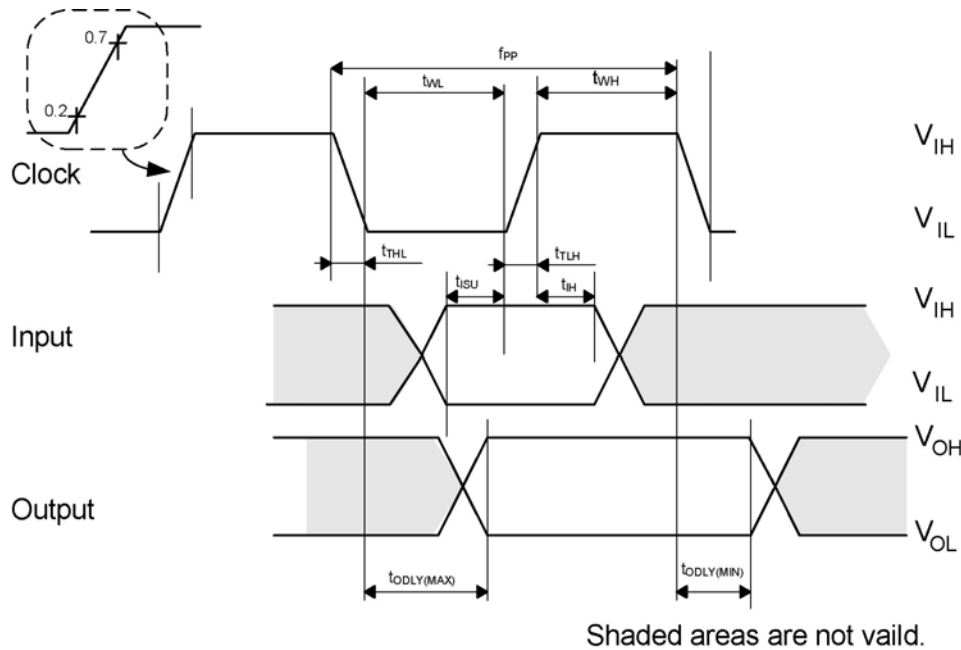 0.7
0.2
fPP
tWL
tWH
Clock
VIH
VIL
tTHL
tTLH
tISU
tIH
Input
VIH
VIL
Output
VOH
VOL
tODLY(MAX)
tODLY(MIN)
Shaded areas are not vaild.